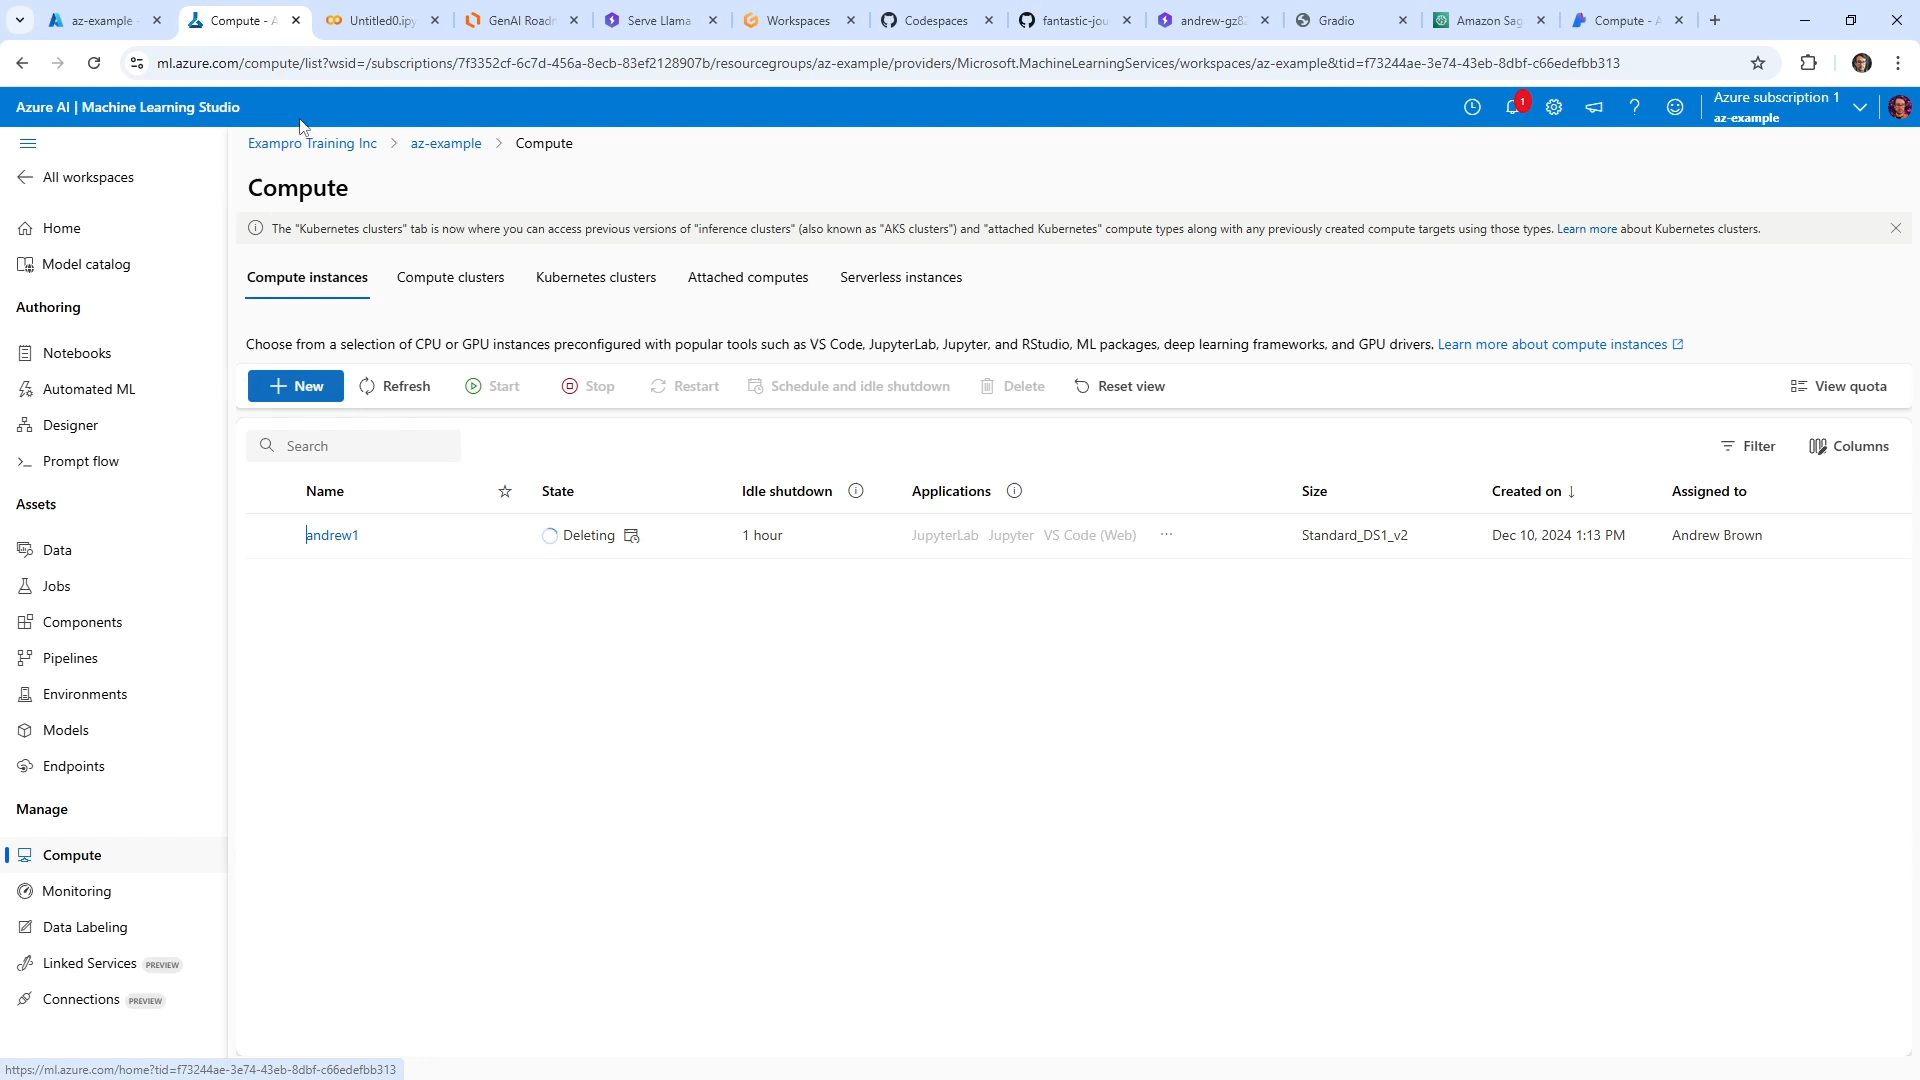 az-example -
Compute - A
Untitled0.ipy
GenAI Roadm
Serve Llama
Workspaces
Codespaces
fantastic-jou
andrew-gz82
Gradio
Amazon Sag
Compute - A
ml.azure.com/compute/list?wsid=/subscriptions/7f3352cf-6c7d-456a-8ecb-83ef2128907b/resourcegroups/az-example/providers/Microsoft.MachineLearningServices/workspaces/az-example&tid=f73244ae-3e74-43eb-8dbf-c66edefbb313
Azure AI | Machine Learning Studio
1
Azure subscription 1
az-example
All workspaces
Home
Model catalog
Authoring
Notebooks
Automated ML
Designer
Prompt flow
Assets
Data
Jobs
Components
Pipelines
Environments
Models
Endpoints
Manage
Compute
Monitoring
Data Labeling
Linked Services PREVIEW
Connections PREVIEW
Exampro Training Inc > az-example > Compute
Compute
The "Kubernetes clusters" tab is now where you can access previous versions of "inference clusters" (also known as "AKS clusters") and "attached Kubernetes" compute types along with any previously created compute targets using those types. Learn more about Kubernetes clusters.
Compute instances Compute clusters Kubernetes clusters Attached computes Serverless instances
Choose from a selection of CPU or GPU instances preconfigured with popular tools such as VS Code, JupyterLab, Jupyter, and RStudio, ML packages, deep learning frameworks, and GPU drivers. Learn more about compute instances
New Refresh Start Stop Restart Schedule and idle shutdown Delete Reset view View quota
Search Filter Columns
Name State Idle shutdown Applications Size Created on ↓ Assigned to
andrew1 Deleting 1 hour JupyterLab Jupyter VS Code (Web) ... Standard_DS1_v2 Dec 10, 2024 1:13 PM Andrew Brown
https://ml.azure.com/home?tid=f73244ae-3e74-43eb-8dbf-c66edefbb313